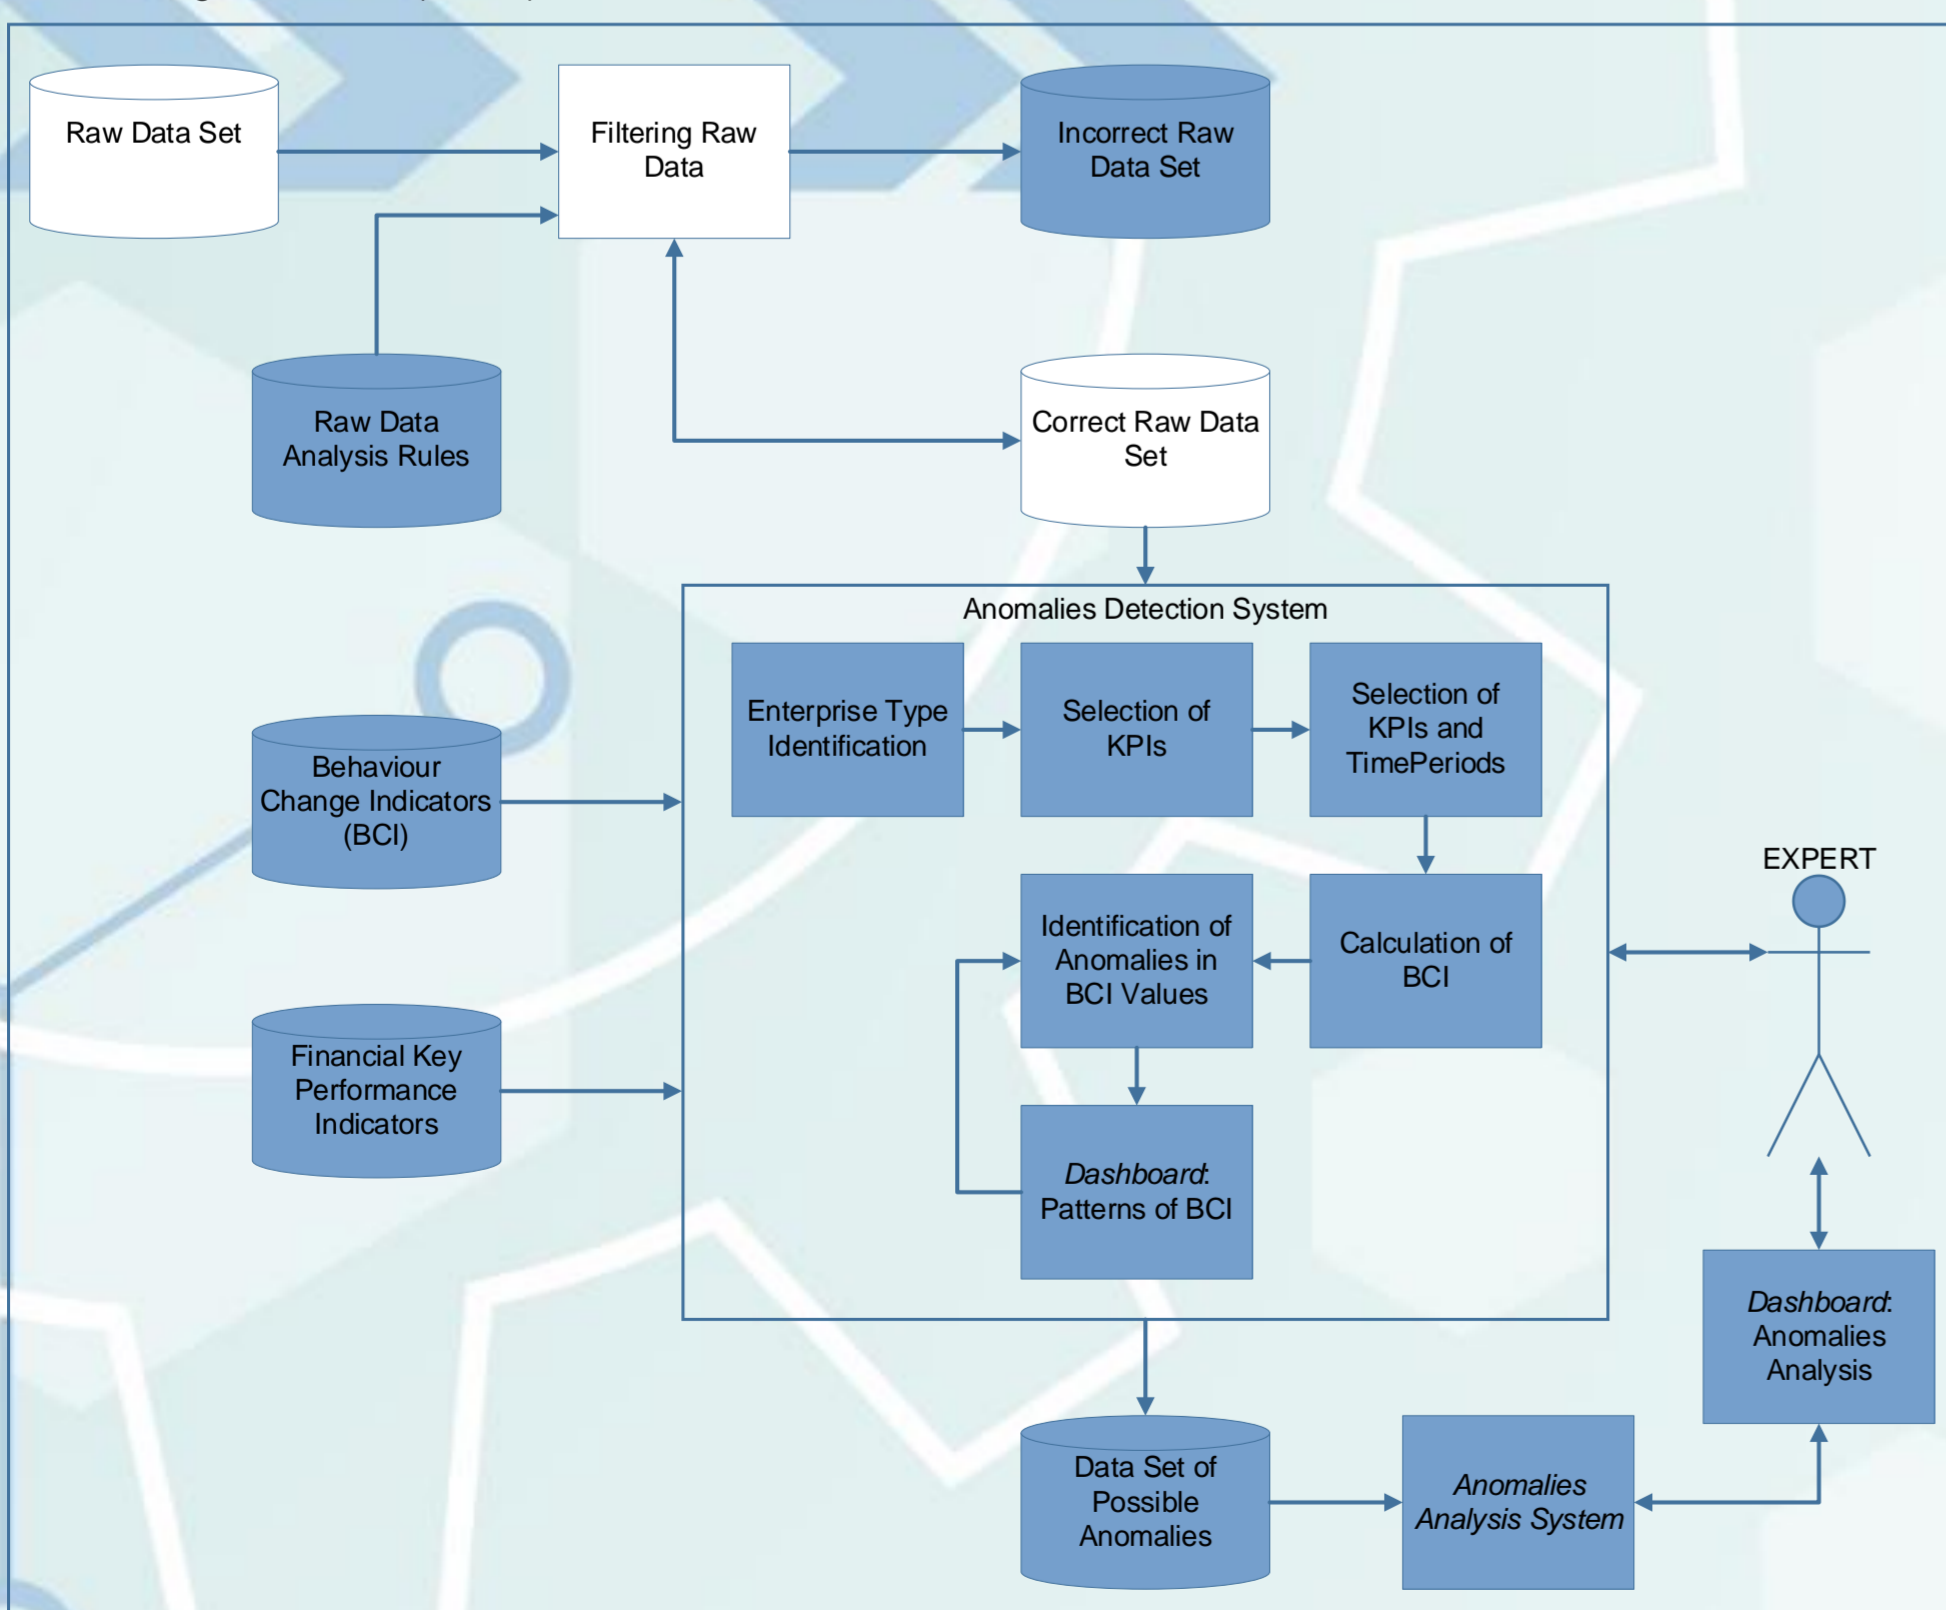 Raw Data Set
Filtering Raw
Data
Incorrect Raw
Data Set
Raw Data
Analysis Rules
Correct Raw Data
Set
Anomalies Detection System
Enterprise Type
Identification
Selection of
KPIs
Selection of
KPIs and
TimePeriods
Behaviour
Change Indicators
(BCI)
EXPERT
Identification of
Anomalies in
BCI Values
Calculation of
BCI
Financial Key
Performance
Indicators
Dashboard:
Patterns of BCI
Dashboard:
Anomalies
Analysis
Data Set of
Possible
Anomalies
Anomalies
Analysis System